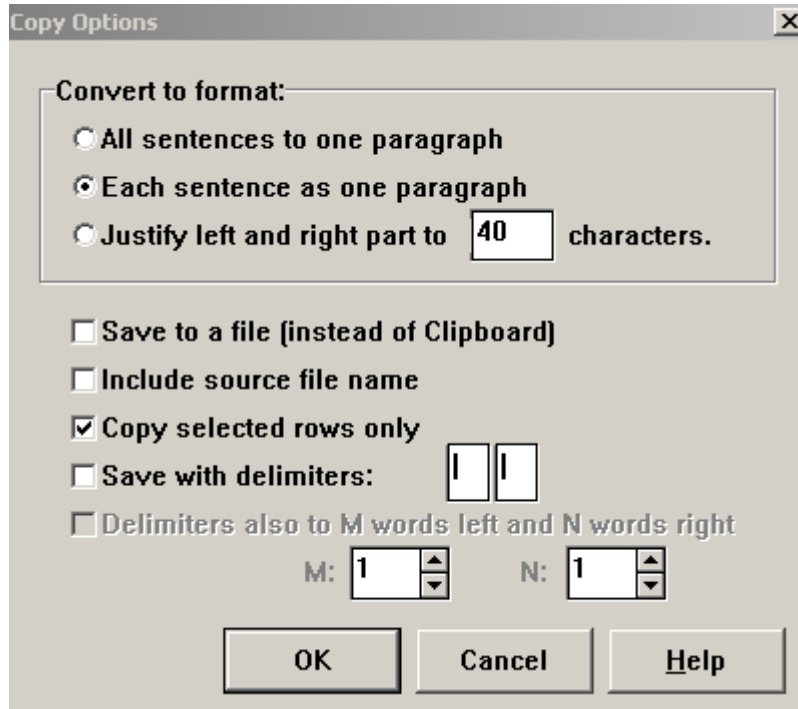 Copy Options
Convert to format:
All sentences to one paragraph
Each sentence as one paragraph
Justify left and right part to 40 characters.
Save to a file (instead of Clipboard)
Include source file name
Copy selected rows only
Save with delimiters: | |
Delimiters also to M words left and N words right
M: 1 N: 1
OK Cancel Help